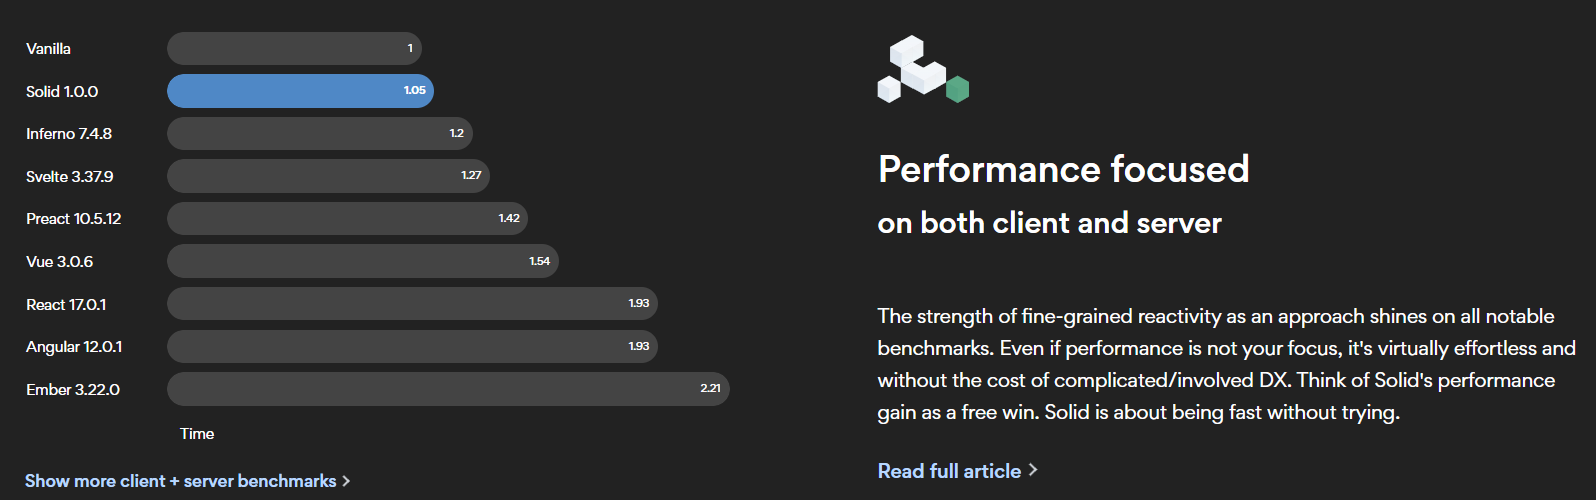 Vanilla 1
Solid 1.0.0 1.05
Inferno 7.4.8 1.2
Svelte 3.37.9 1.27
Preact 10.5.12 1.42
Vue 3.0.6 1.54
React 17.0.1 1.93
Angular 12.0.1 1.93
Ember 3.22.0 2.21
Time
Show more client + server benchmarks >
Performance focused
on both client and server
The strength of fine-grained reactivity as an approach shines on all notable
benchmarks. Even if performance is not your focus, it's virtually effortless and
without the cost of complicated/involved DX. Think of Solid's performance
gain as a free win. Solid is about being fast without trying.
Read full article >